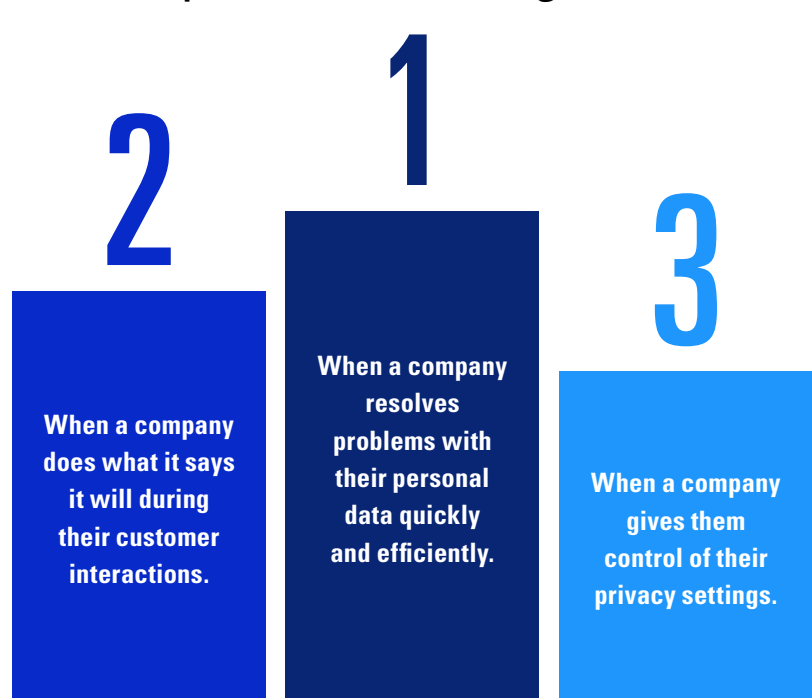 2
When a company
does what it says
it will during
their customer
interactions.
1
When a company
resolves
problems with
their personal
data quickly
and efficiently.
3
When a company
gives them
control of their
privacy settings.